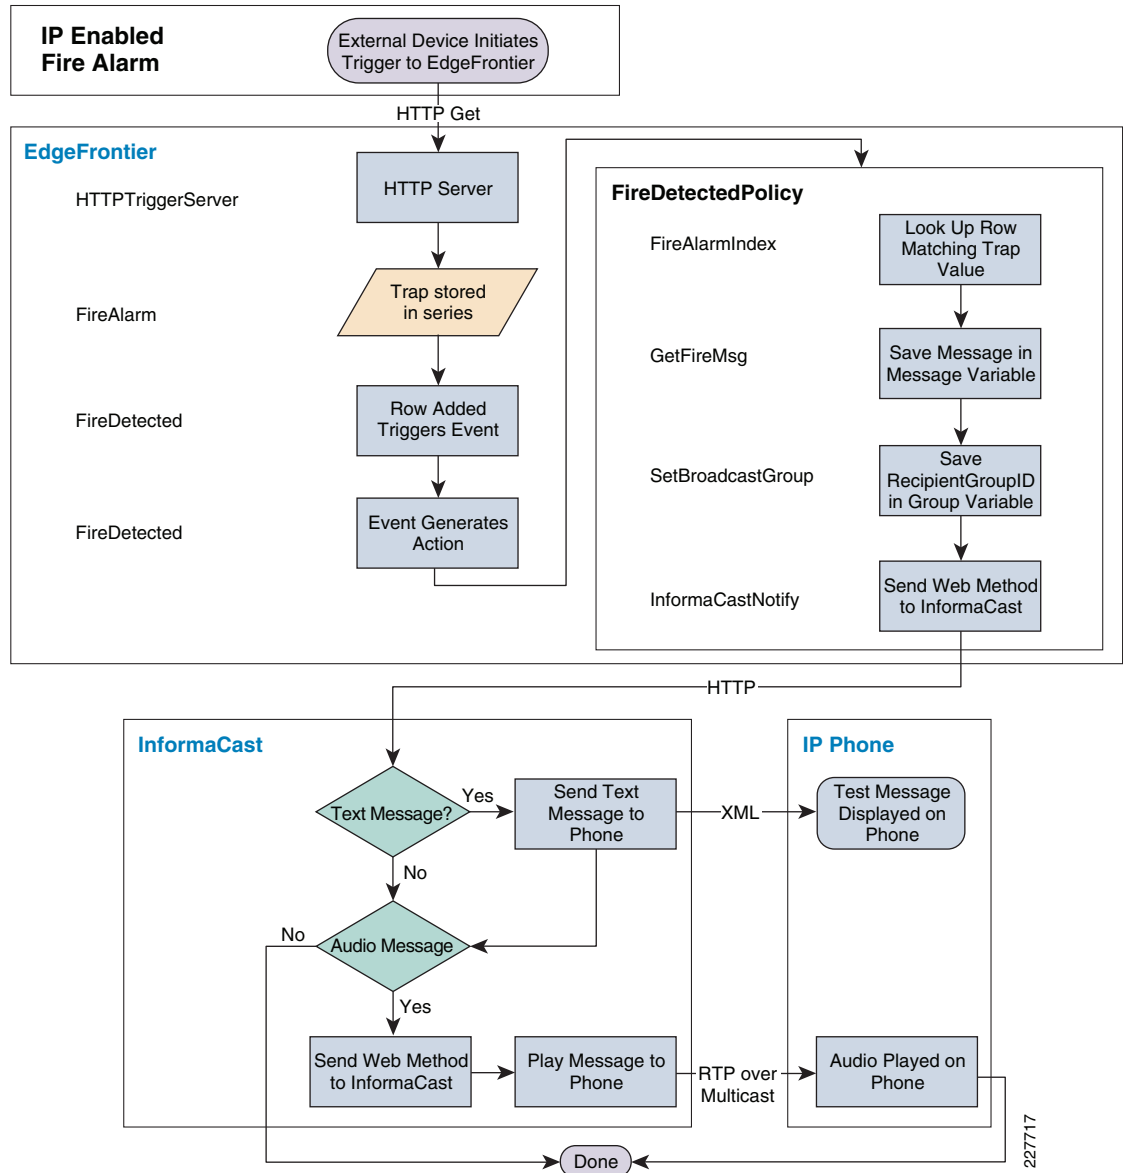 IP Enabled
Fire Alarm
External Device Initiates
Trigger to EdgeFrontier
HTTP Get
EdgeFrontier
HTTPTriggerServer
HTTP Server
FireAlarm
Trap stored
in series
FireDetected
Row Added
Triggers Event
FireDetected
Event Generates
Action
FireDetectedPolicy
FireAlarmIndex
Look Up Row
Matching Trap
Value
GetFireMsg
Save Message in
Message Variable
SetBroadcastGroup
Save
RecipientGroupID
in Group Variable
InformaCastNotify
Send Web Method
to InformaCast
HTTP
InformaCast
Text Message?
Yes
Send Text
Message to
Phone
XML
IP Phone
Test Message
Displayed on
Phone
No
Audio Message
No
Yes
Send Web Method
to InformaCast
Play Message to
Phone
RTP over
Multicast
Audio Played on
Phone
Done
227717